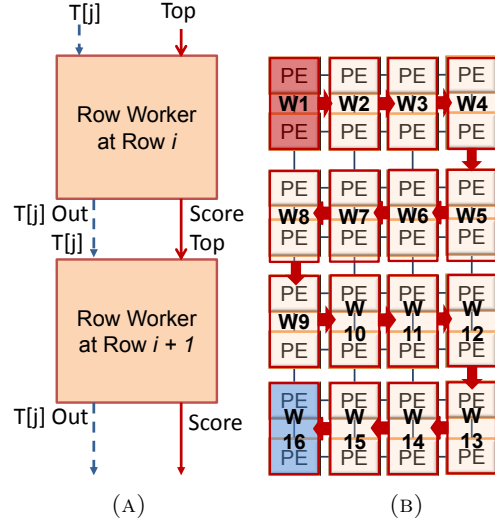 T[j]
Top
Row Worker
at Row i
T[j] Out
Score
T[j]
Top
Row Worker
at Row i + 1
T[j] Out
Score
(A)
PE PE PE PE
W1 W2 W3 W4
PE PE PE PE
PE PE PE PE
W8 W7 W6 W5
PE PE PE PE
PE PE PE PE
W9 W W W
10 11 12
PE PE PE PE
PE PE PE PE
W W W W
16 15 14 13
PE PE PE PE
(B)